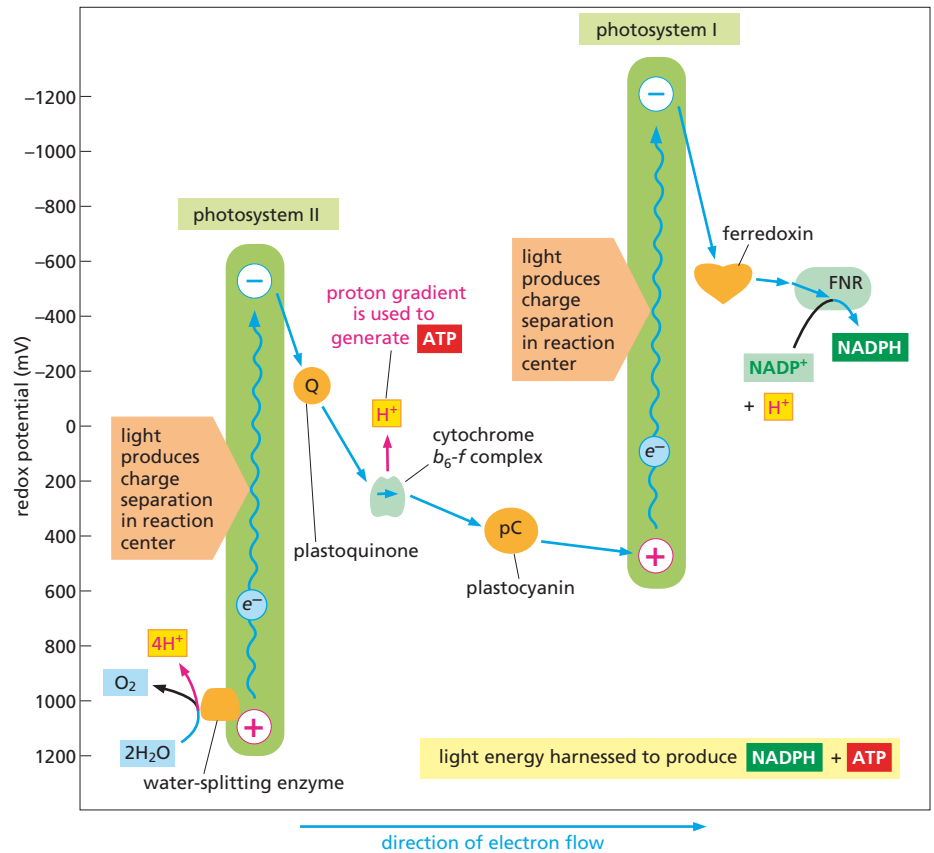 photosystem I
–1200
–1000
–800
–600
–400
–200
0
200
400
600
800
1000
1200
redox potential (mV)
photosystem II
−
−
light
produces
charge
separation
in reaction
center
ferredoxin
FNR
NADPH
NADP+
+ H+
proton gradient
is used to
generate ATP
Q
H+
cytochrome
b6-f complex
light
produces
charge
separation
in reaction
center
e–
pC
plastoquinone
plastocyanin
+
e–
4H+
O2
2H2O
+
water-splitting enzyme
light energy harnessed to produce NADPH + ATP
direction of electron flow